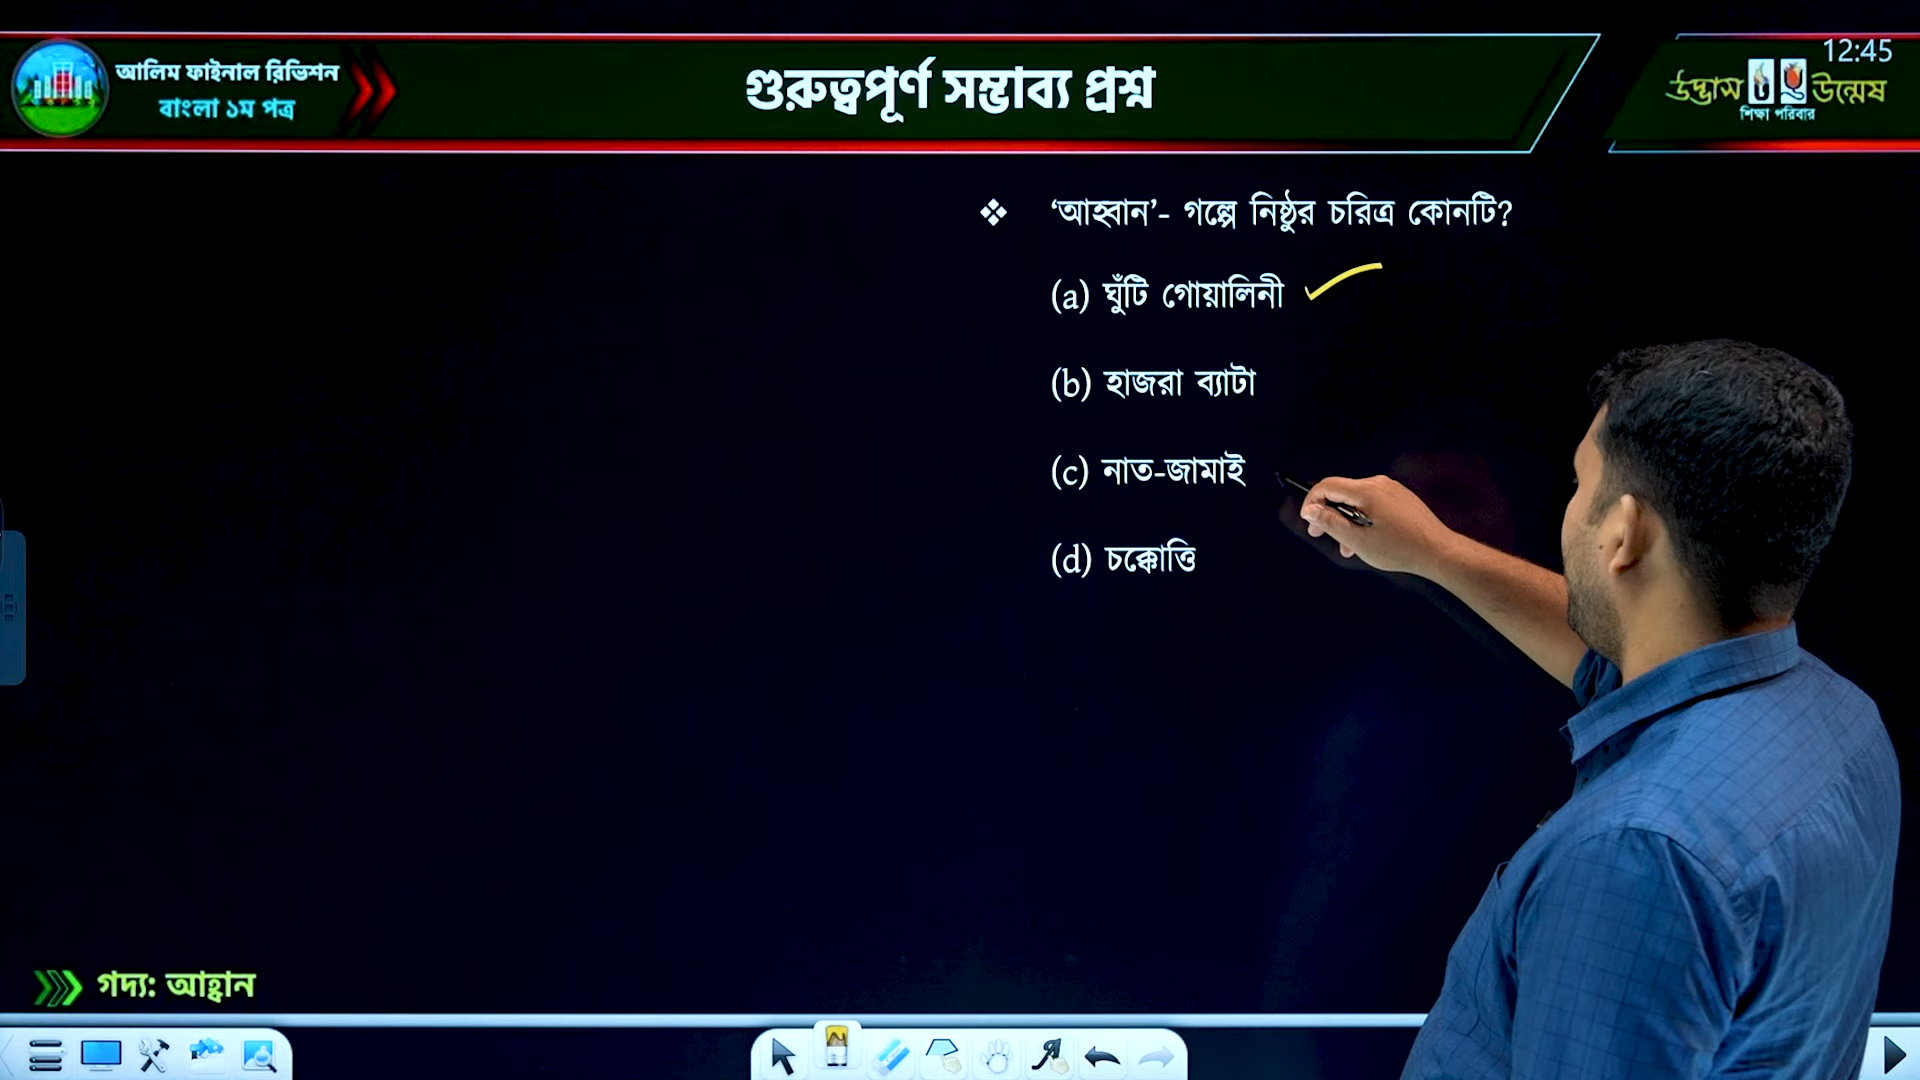 আলিম ফাইনাল রিভিশন
বাংলা ১ম পত্র
গুরুত্বপূর্ণ সম্ভাব্য প্রশ্ন
12:45
উদ্ভাস উন্মেষ
শিক্ষা পরিবার
❖ ‘আহ্বান’- গল্পে নিষ্ঠুর চরিত্র কোনটি?
(a) ঘুঁটি গোয়ালিনী
(b) হাজরা ব্যাটা
(c) নাত-জামাই
(d) চক্কোত্তি
গদ্য: আহ্বান